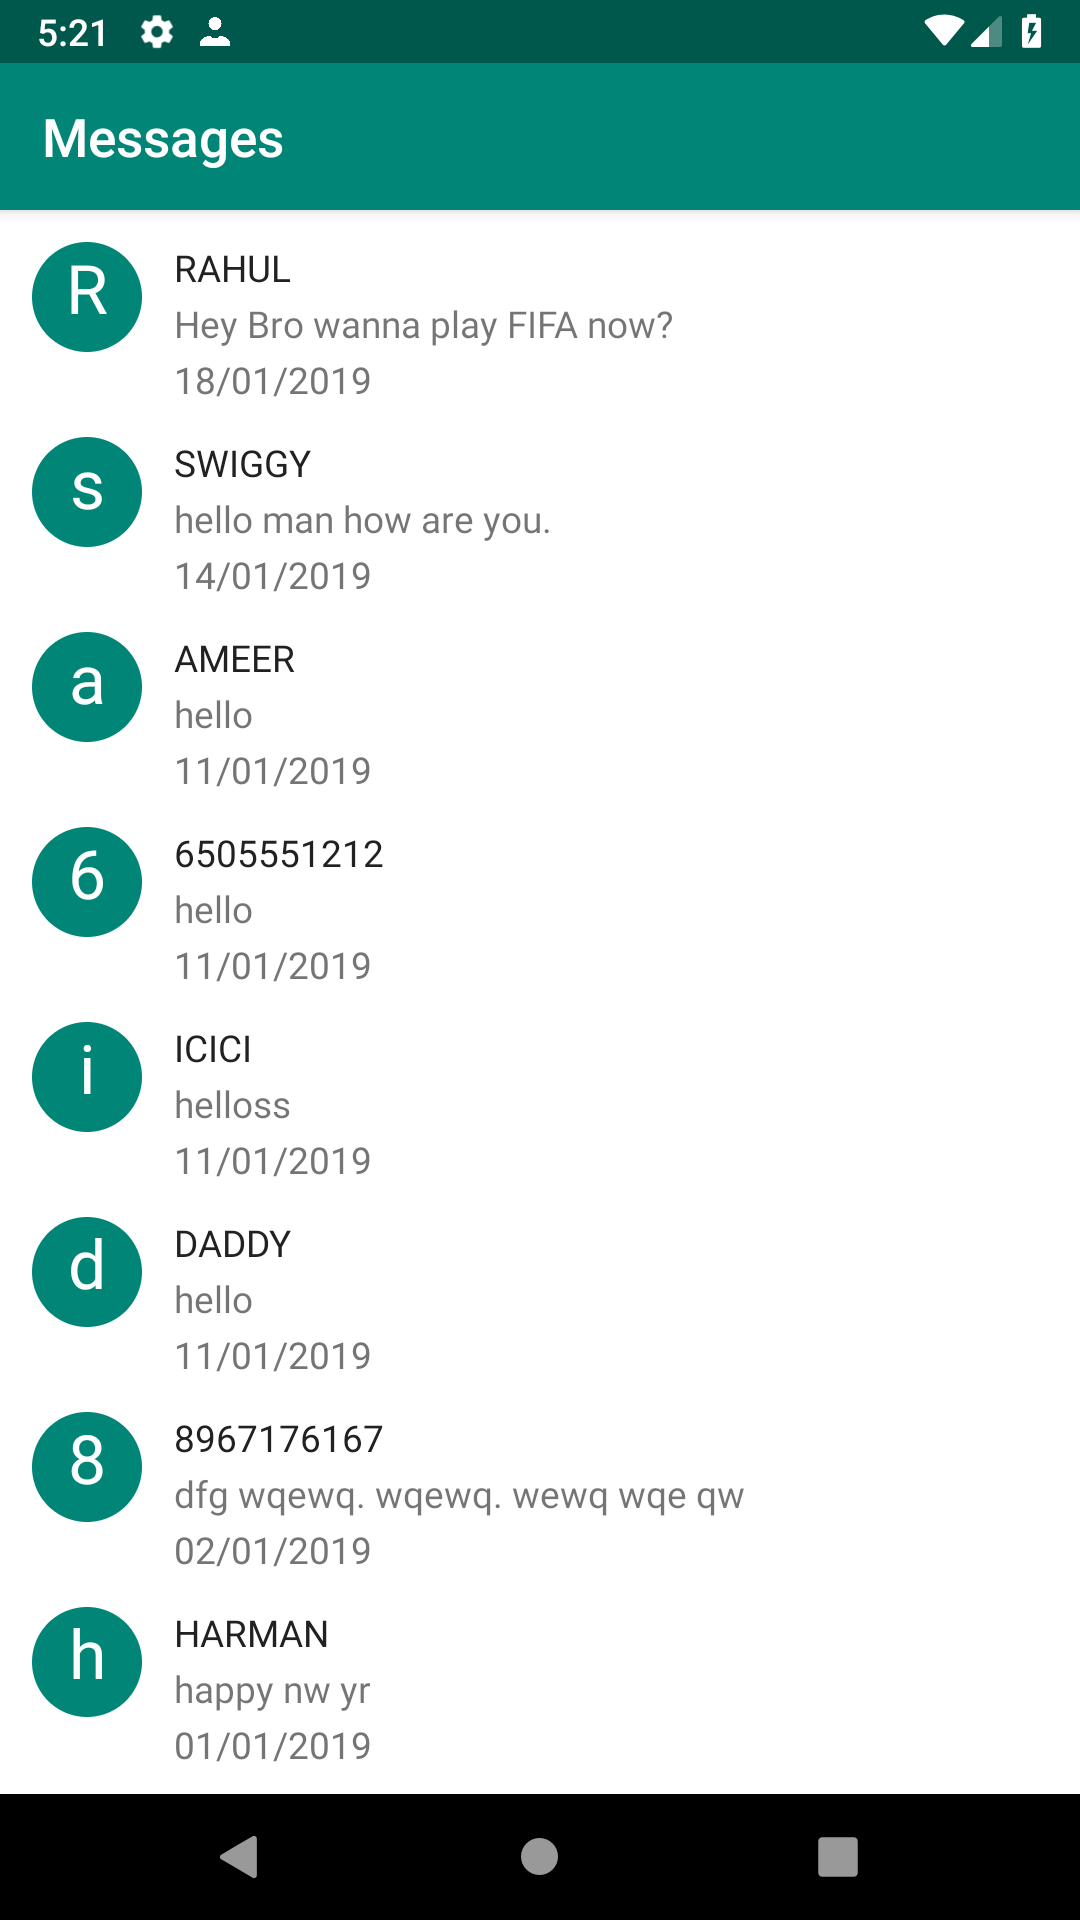 5:21
Messages
R
RAHUL
Hey Bro wanna play FIFA now?
18/01/2019
s
SWIGGY
hello man how are you.
14/01/2019
a
AMEER
hello
11/01/2019
6
6505551212
hello
11/01/2019
i
ICICI
helloss
11/01/2019
d
DADDY
hello
11/01/2019
8
8967176167
dfg wqewq. wqewq. wewq wqe qw
02/01/2019
h
HARMAN
happy nw yr
01/01/2019